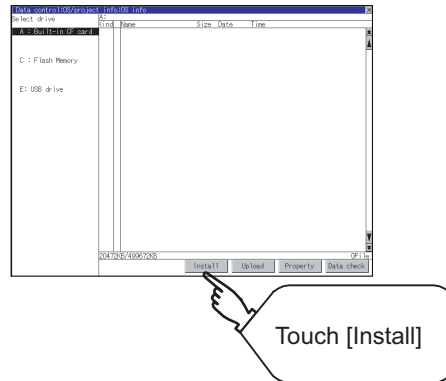 Data control:OS/project info:OS info
Select drive
A:
Kind Name Size Date Time
A : Built-in CF card
C : Flash Memory
E: USB drive
20472KB/499672KB 0File
Install Upload Property Data check
Touch [Install]